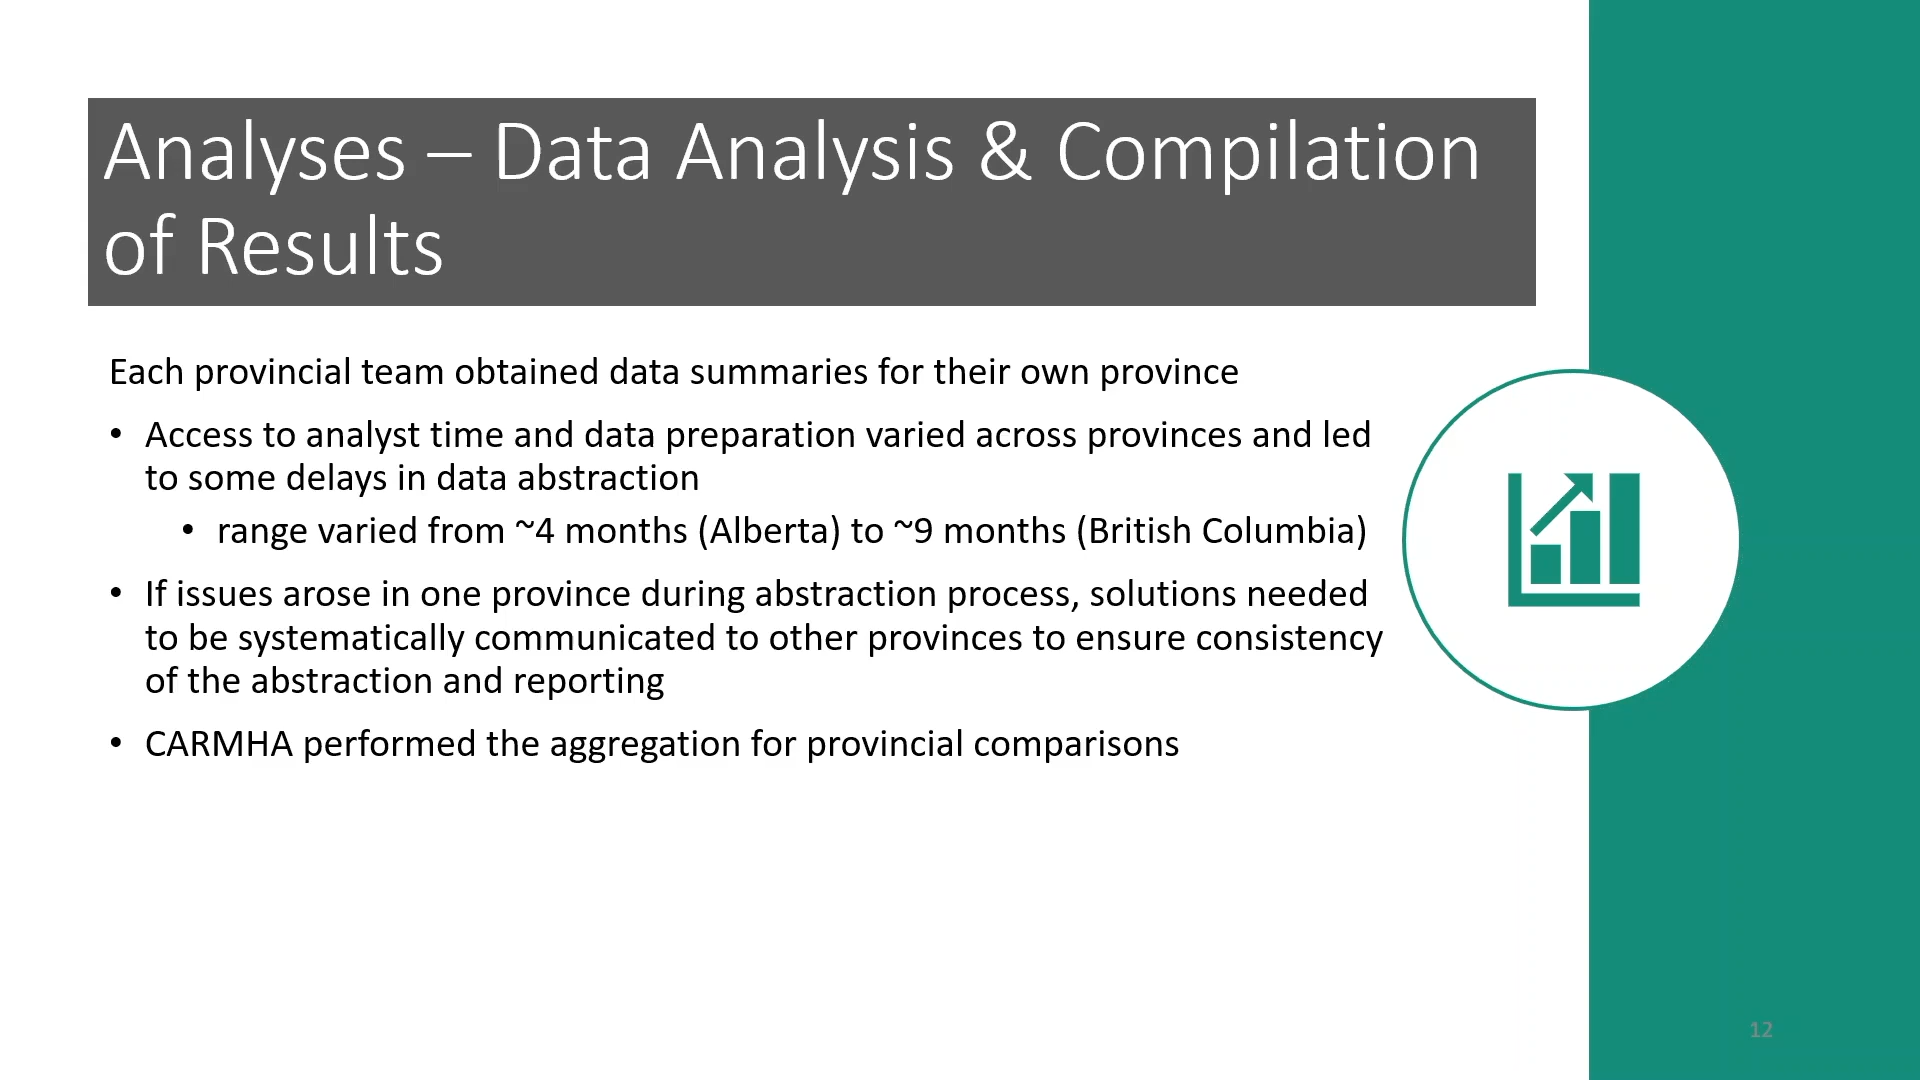 Analyses – Data Analysis & Compilation
of Results
Each provincial team obtained data summaries for their own province
• Access to analyst time and data preparation varied across provinces and led
to some delays in data abstraction
• range varied from ~4 months (Alberta) to ~9 months (British Columbia)
• If issues arose in one province during abstraction process, solutions needed
to be systematically communicated to other provinces to ensure consistency
of the abstraction and reporting
• CARMHA performed the aggregation for provincial comparisons
12